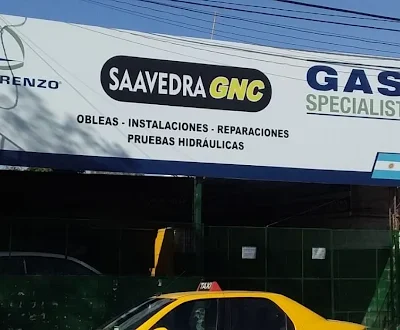 RENZO
SAAVEDRA GNC
OBLEAS - INSTALACIONES - REPARACIONES
PRUEBAS HIDRÁULICAS
GAS
SPECIALIST
TAXI